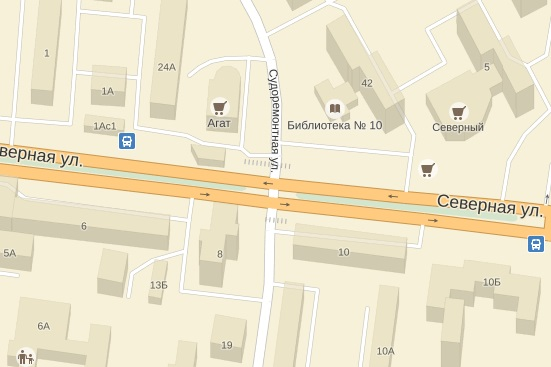 1
24А
1А
1Ас1
Агат
Судоремонтная ул.
42
5
Библиотека № 10
Северный
верная ул.
Северная ул.
6
5А
8
10
13Б
10Б
6А
19
10А